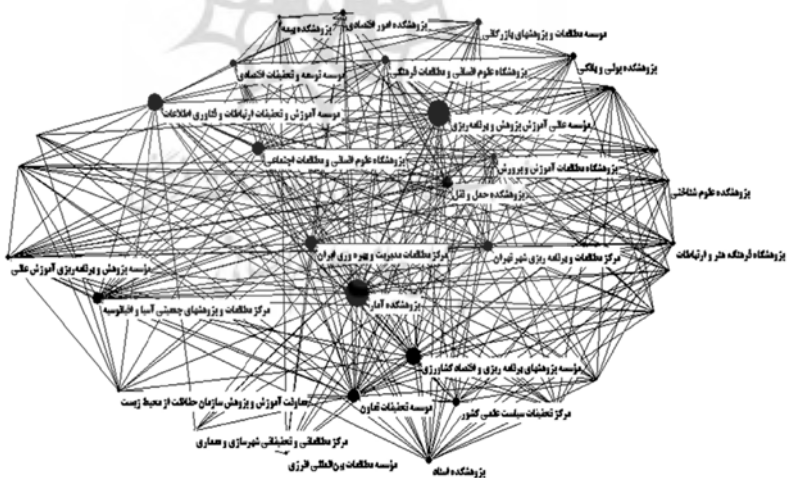 پژوهشکده امور اقتصادی
پژوهشکده بیمه
موسسه مطالعات و پژوهشهای بازرگانی
پژوهشکده پولی و بانکی
پژوهشگاه علوم انسانی و مطالعات فرهنگی
موسسه توسعه و تحقیقات اقتصادی
موسسه آموزش و تحقیقات ارتباطات و فناوری اطلاعات
مؤسسه عالی آموزش پژوهش و برنامه‌ریزی
پژوهشگاه علوم انسانی و مطالعات اجتماعی
پژوهشگاه مطالعات آموزش و پرورش
پژوهشکده علوم شناختی
پژوهشکده حمل و نقل
مرکز مطالعات مدیریت و بهره وری ایران
مرکز مطالعات و برنامه ریزی شهر تهران
پژوهشگاه فرهنگ هنر و ارتباطات
مؤسسه پژوهش و برنامه‌ریزی آموزش عالی
پژوهشکده آمار
مرکز مطالعات و پژوهشهای جمعیتی آسیا و اقیانوسیه
مؤسسه پژوهشهای برنامه ریزی و اقتصاد کشاورزی
معاونت آموزش و پژوهش سازمان حفاظت از محیط زیست
موسسه تحقیقات تعاون
مرکز تحقیقات سیاست علمی کشور
مرکز مطالعاتی و تحقیقاتی شهرسازی و معماری
مؤسسه مطالعات بین‌المللی انرژی
پژوهشکده اسناد